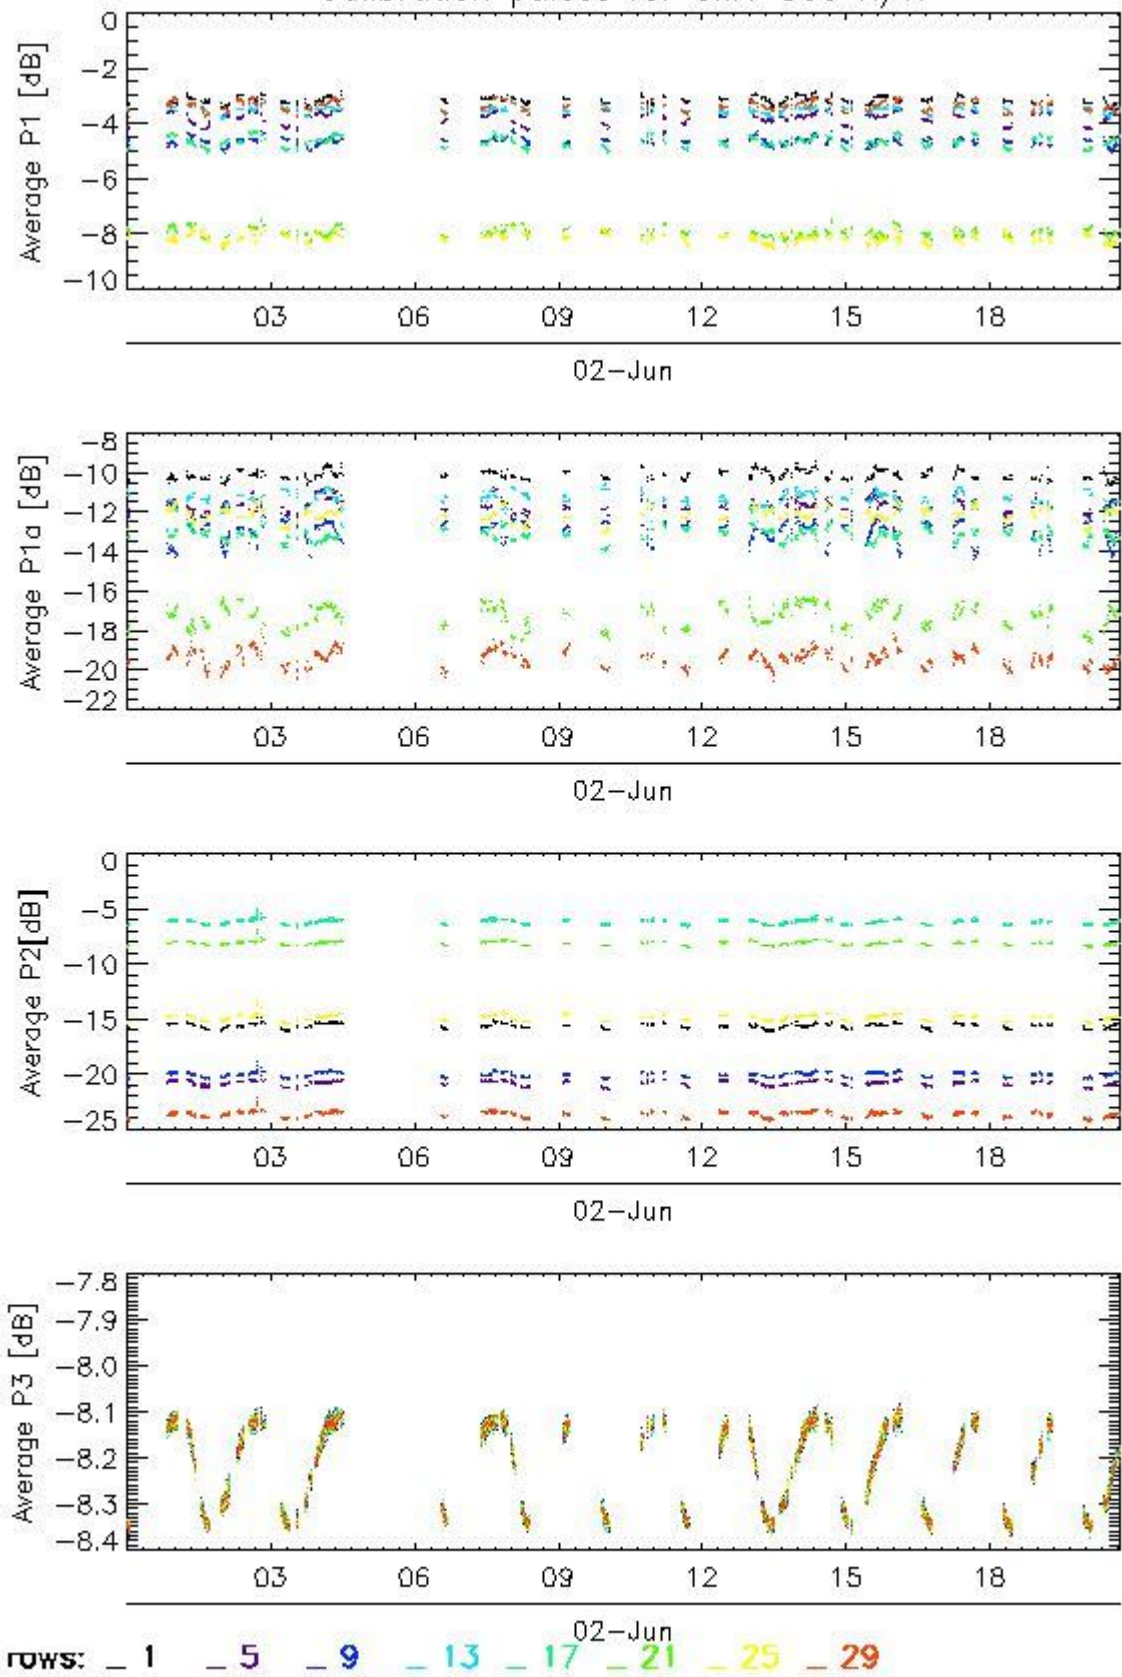 0
−2
−4
−6
−8
−10
Average P1 [dB]
03 06 09 12 15 18
02−Jun
−8
−10
−12
−14
−16
−18
−20
−22
Average P1a [dB]
03 06 09 12 15 18
02−Jun
0
−5
−10
−15
−20
−25
Average P2[dB]
03 06 09 12 15 18
02−Jun
−7.8
−7.9
−8.0
−8.1
−8.2
−8.3
−8.4
Average P3 [dB]
03 06 09 12 15 18
02−Jun
rows: _ 1 _ 5 _ 9 _ 13 _ 17 _ 21 _ 25 _ 29